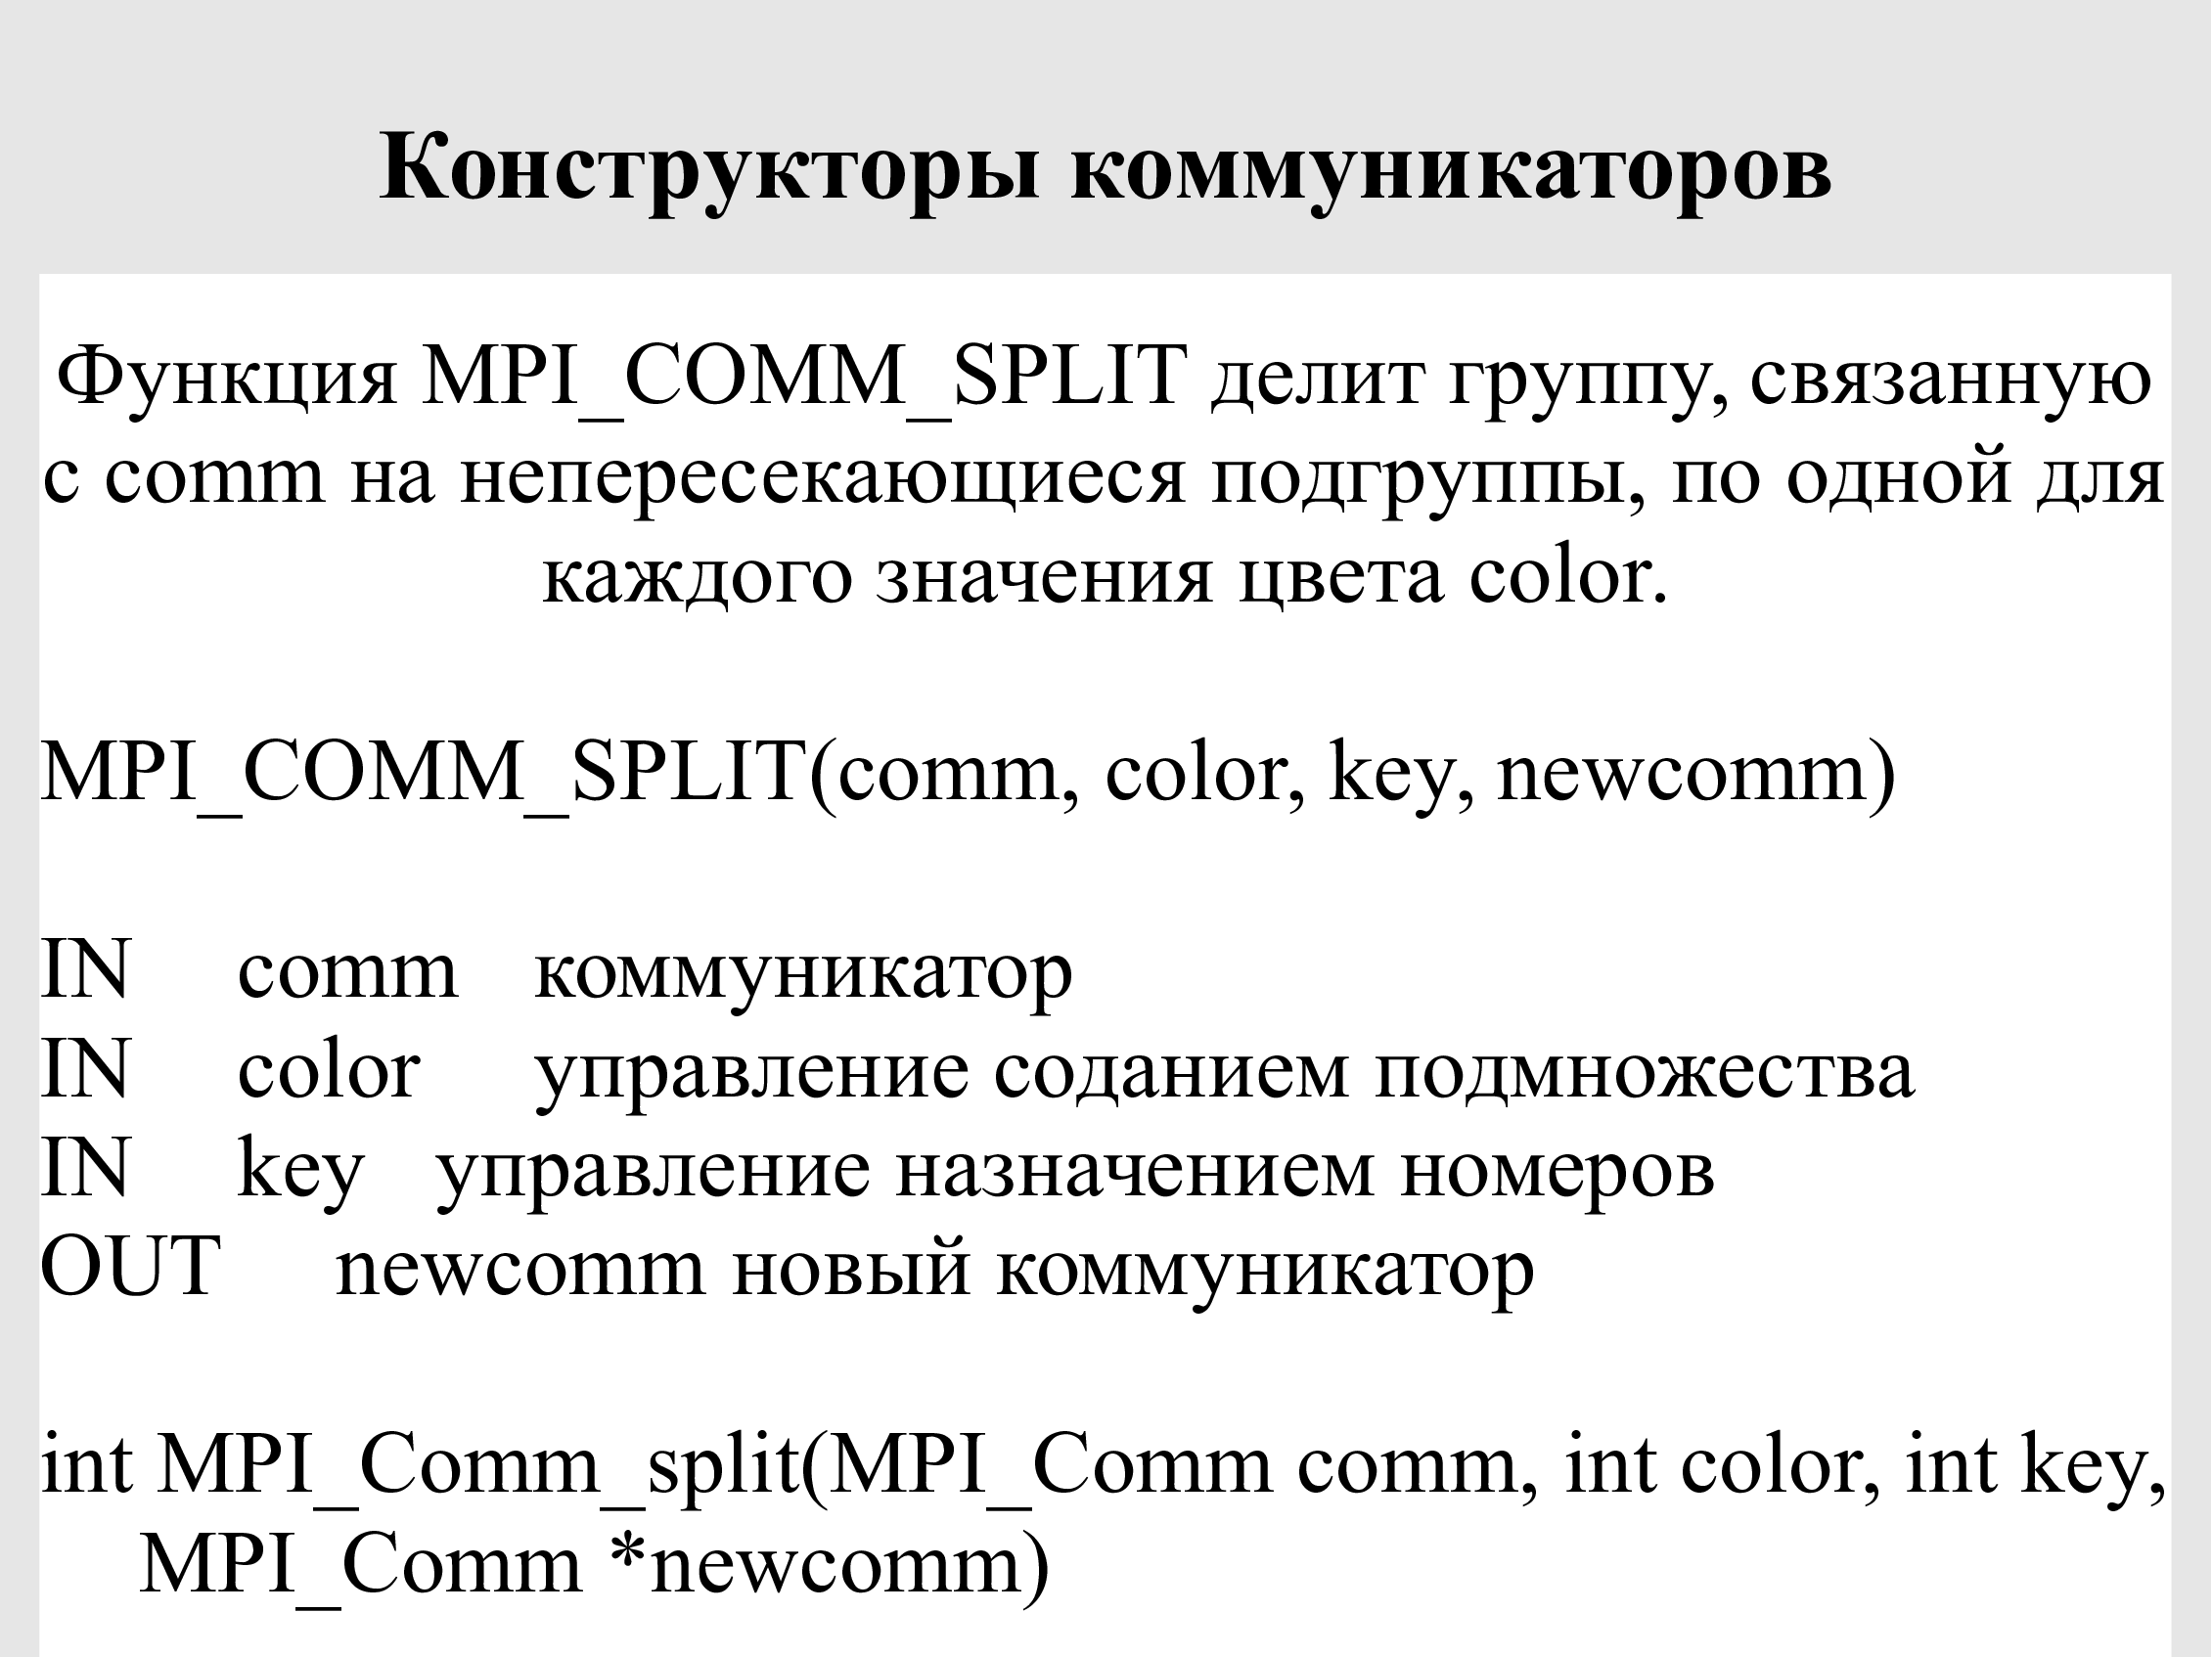 Конструкторы коммуникаторов
Функция MPI_COMM_SPLIT делит группу, связанную
с comm на непересекающиеся подгруппы, по одной для
каждого значения цвета color.
MPI_COMM_SPLIT(comm, color, key, newcomm)
IN comm коммуникатор
IN color управление соданием подмножества
IN key управление назначением номеров
OUT newcomm новый коммуникатор
int MPI_Comm_split(MPI_Comm comm, int color, int key,
MPI_Comm *newcomm)